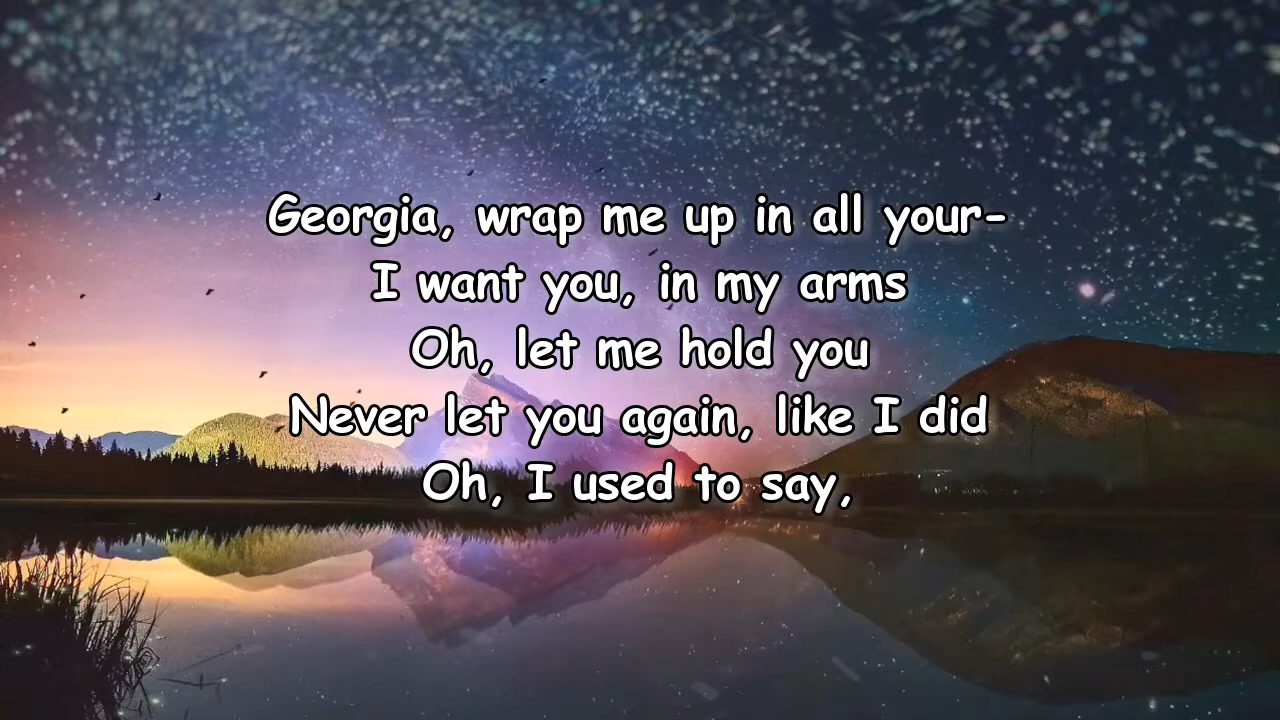 Georgia, wrap me up in all your-
I want you, in my arms
Oh, let me hold you
Never let you again, like I did
Oh, I used to say,